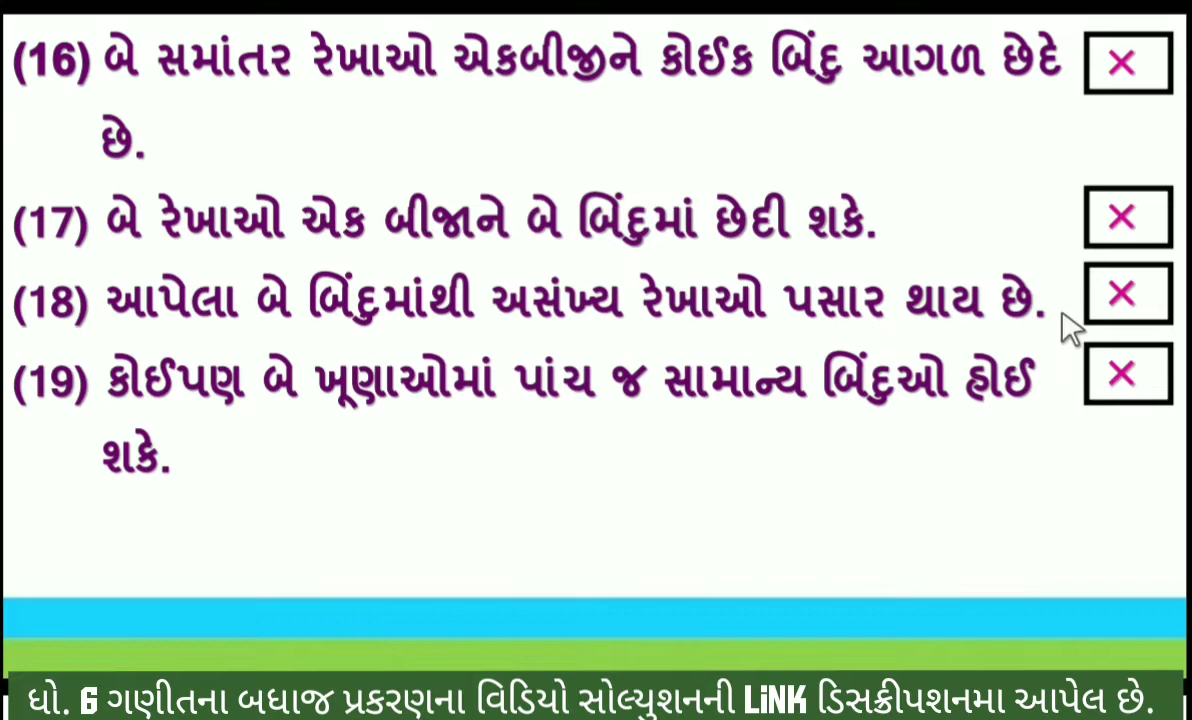 (16) બે સમાંતર રેખાઓ એકબીજીને કોઈક બિંદુ આગળ છેદે ×
છે.
(17) બે રેખાઓ એક બીજાને બે બિંદુમાં છેદી શકે. ×
(18) આપેલા બે બિંદુમાંથી અસંખ્ય રેખાઓ પસાર થાય છે. ×
(19) કોઈપણ બે ખૂણાઓમાં પાંચ જ સામાન્ય બિંદુઓ હોઈ ×
શકે.
ધો. 6 ગણીતના બધાજ પ્રકરણના વિડિયો સોલ્યુશનની LiNK ડિસક્રીપશનમા આપેલ છે.